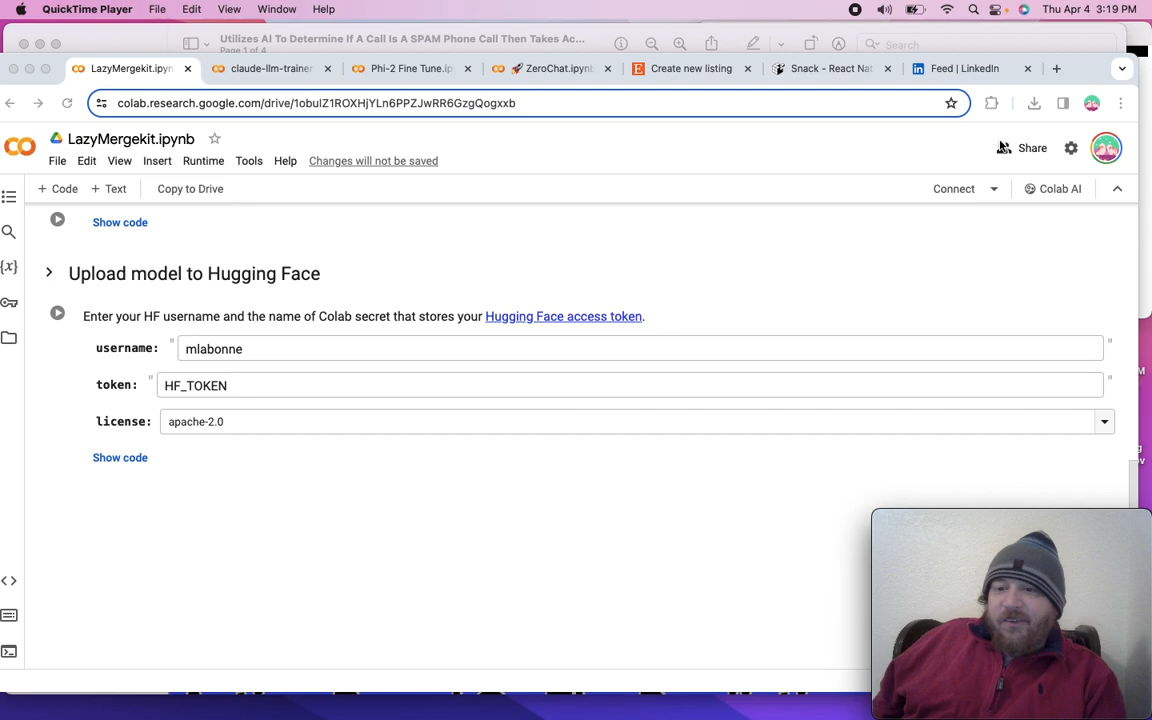 QuickTime Player File Edit View Window Help Thu Apr 4 3:19 PM
Utilizes AI To Determine If A Call Is A SPAM Phone Call Then Takes Ac...
Page 1 of 4
Search
LazyMergekit.ipyn claude-llm-trainer Phi-2 Fine Tune.ip ZeroChat.ipynb Create new listing Snack - React Nat Feed | LinkedIn
colab.research.google.com/drive/1obulZ1ROXHjYLn6PPZJwRR6GzgQogxxb
LazyMergekit.ipynb
Share
File Edit View Insert Runtime Tools Help Changes will not be saved
+ Code + Text Copy to Drive Connect Colab AI
Show code
Upload model to Hugging Face
Enter your HF username and the name of Colab secret that stores your Hugging Face access token.
username: " mlabonne "
token: " HF_TOKEN "
license: apache-2.0
Show code